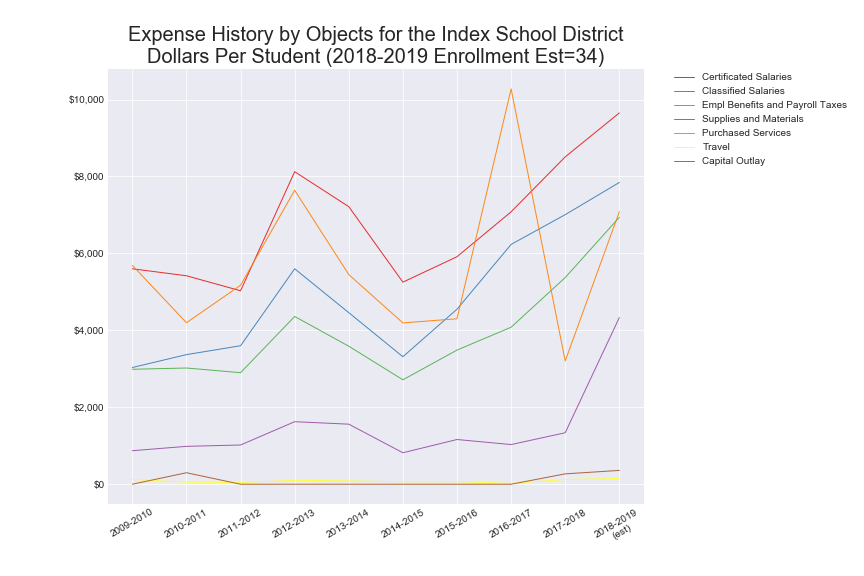 Expense History by Objects for the Index School District
Dollars Per Student (2018-2019 Enrollment Est=34)
Certificated Salaries
Classified Salaries
Empl Benefits and Payroll Taxes
Supplies and Materials
Purchased Services
Travel
Capital Outlay
$10,000
$8,000
$6,000
$4,000
$2,000
$0
2009-2010
2010-2011
2011-2012
2012-2013
2013-2014
2014-2015
2015-2016
2016-2017
2017-2018
2018-2019
(est)